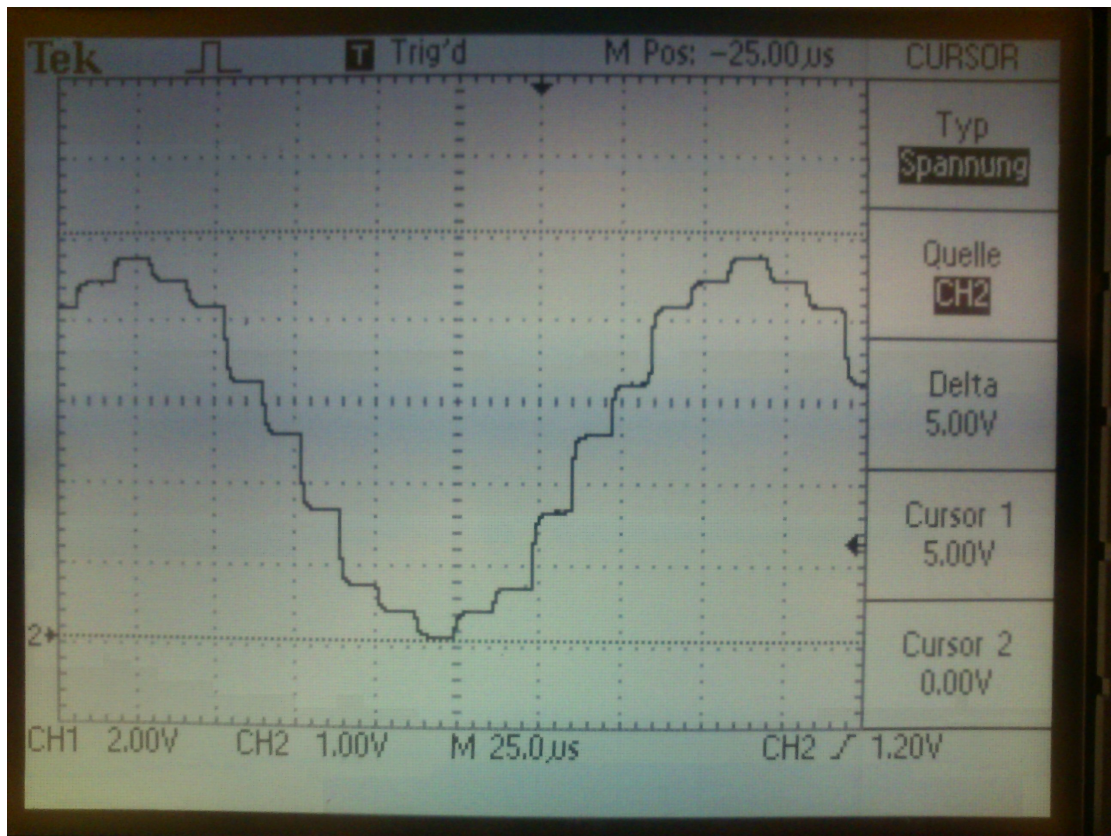 Tek T Trig'd M Pos: -25.00µs CURSOR
Typ
Spannung
Quelle
CH2
Delta
5.00V
Cursor 1
5.00V
2
Cursor 2
0.00V
CH1 2.00V CH2 1.00V M 25.0µs CH2 1.20V